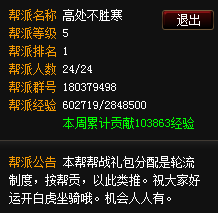 帮派名称 高处不胜寒
退出
帮派等级 5
帮派排名 1
帮派人数 24/24
帮派群号 180379498
帮派经验 602719/2848500
本周累计贡献103863经验
帮派公告 本帮帮战礼包分配是轮流
制度，按帮贡，以此类推。祝大家好
运开白虎坐骑哦。机会人人有。